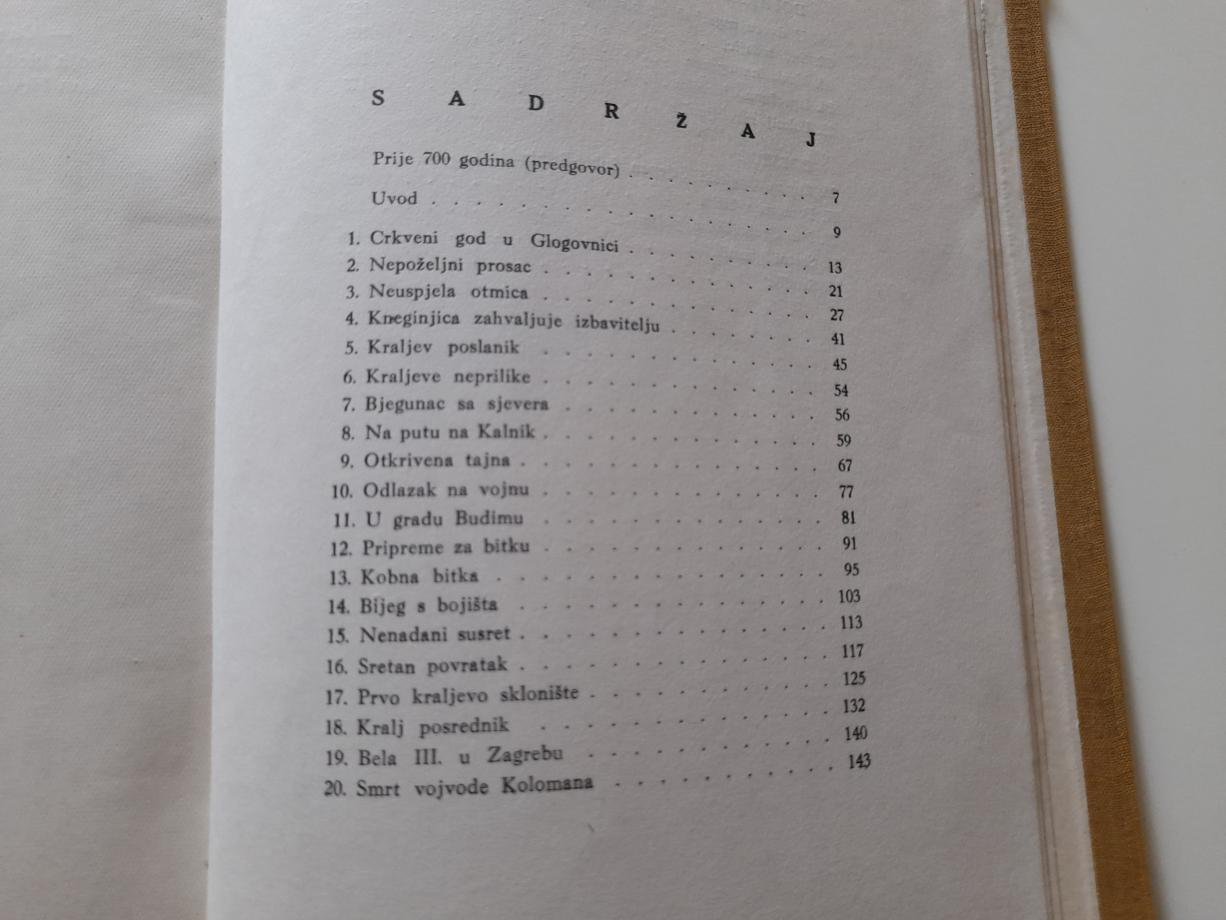 SADRŽAJ
Prije 700 godina (predgovor) . . . . . . . . . 7
Uvod . . . . . . . . . . . . . . . 9
1. Crkveni god u Glogovnici . . . . . . . . . 13
2. Nepoželjni prosac . . . . . . . . . . . . 21
3. Neuspjela otmica . . . . . . . . . . . . 27
4. Kneginjica zahvaljuje izbavitelju . . . . . . . 41
5. Kraljev poslanik . . . . . . . . . . . . 45
6. Kraljeve neprilike . . . . . . . . . . . . 54
7. Bjegunac sa sjevera . . . . . . . . . . . 56
8. Na putu na Kalnik . . . . . . . . . . . . 59
9. Otkrivena tajna . . . . . . . . . . . . . 67
10. Odlazak na vojnu . . . . . . . . . . . . 77
11. U gradu Budimu . . . . . . . . . . . . 81
12. Pripreme za bitku . . . . . . . . . . . . 91
13. Kobna bitka . . . . . . . . . . . . . . 95
14. Bijeg s bojišta . . . . . . . . . . . . . 103
15. Nenadani susret . . . . . . . . . . . . . 113
16. Sretan povratak . . . . . . . . . . . . . 117
17. Prvo kraljevo sklonište . . . . . . . . . . 125
18. Kralj posrednik . . . . . . . . . . . . 132
19. Bela III. u Zagrebu . . . . . . . . . . 140
20. Smrt vojvode Kolomana . . . . . . . . . 143